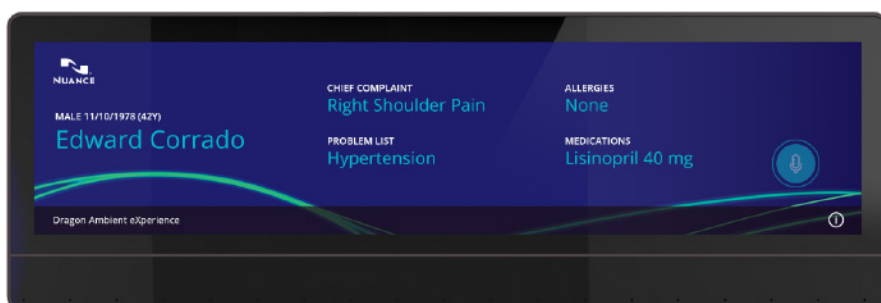 NUANCE
MALE 11/10/1978 (42Y)
Edward Corrado
CHIEF COMPLAINT
Right Shoulder Pain
PROBLEM LIST
Hypertension
ALLERGIES
None
MEDICATIONS
Lisinopril 40 mg
Dragon Ambient eXperience